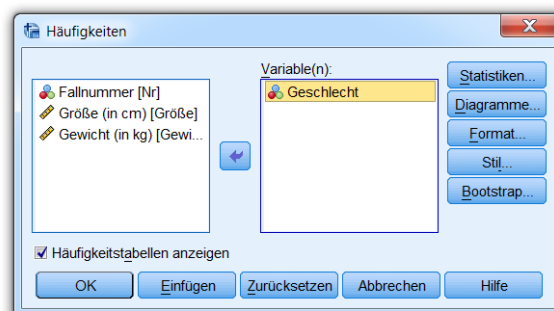 Häufigkeiten
Variable(n):
Fallnummer [Nr]
Größe (in cm) [Größe]
Gewicht (in kg) [Gewi...
Geschlecht
Statistiken...
Diagramme...
Format...
Stil...
Bootstrap...
Häufigkeitstabellen anzeigen
OK
Einfügen
Zurücksetzen
Abbrechen
Hilfe